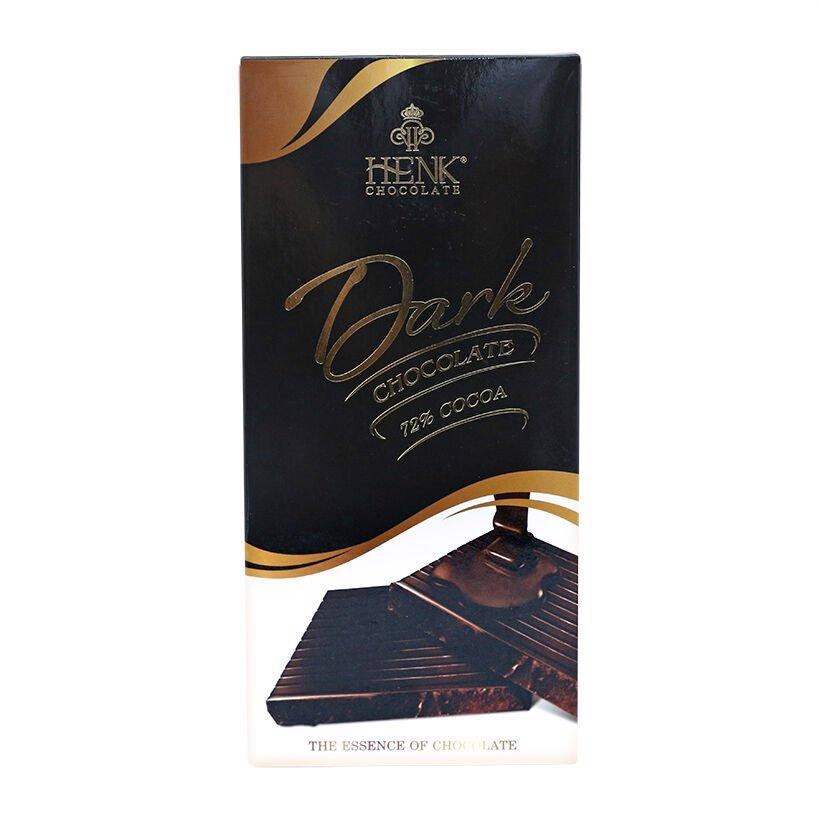 HENK®
CHOCOLATE
Dark
CHOCOLATE
72% COCOA
THE ESSENCE OF CHOCOLATE